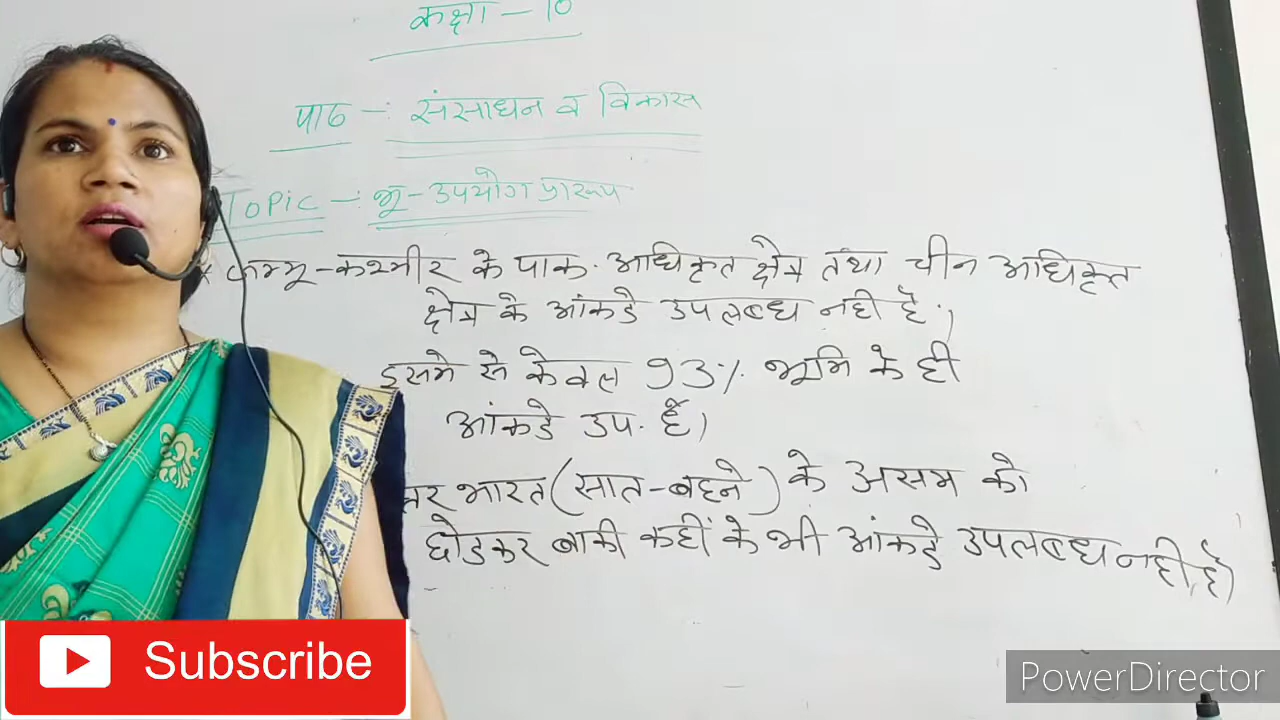 कक्षा - 10
पाठ -: संसाधन व विकास
Topic -: भू-उपयोग प्रारूप
जम्मू-कश्मीर के पाक. अधिकृत क्षेत्र तथा चीन अधिकृत
क्षेत्र के आंकडे उपलब्ध नही है.,
इसमे से केवल 93% भूमि के ही
आंकडे उप. है।
भारत (सात-बहने) के असम को
छोडकर बाकी कहीं के भी आंकडे उपलब्ध नही, है)
Subscribe
PowerDirector